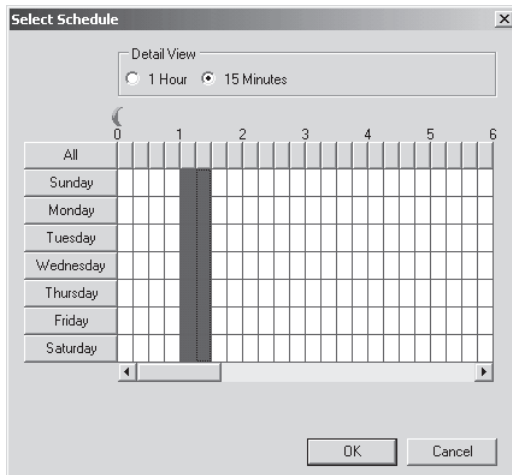 Select Schedule
Detail View
1 Hour 15 Minutes
0 1 2 3 4 5 6
All
Sunday
Monday
Tuesday
Wednesday
Thursday
Friday
Saturday
OK Cancel